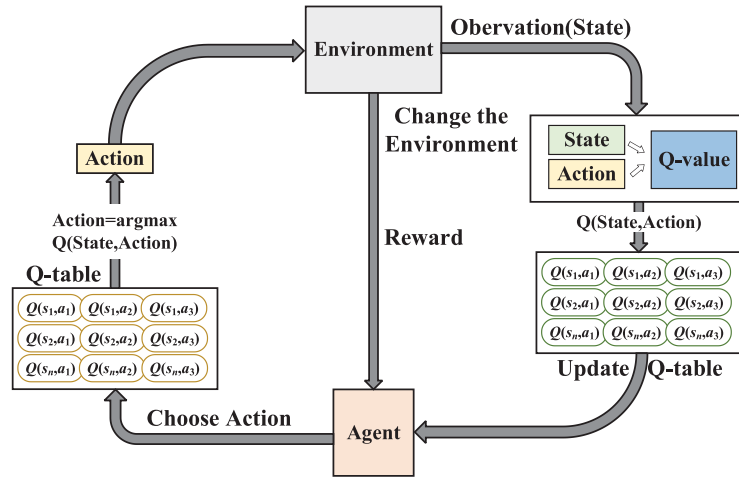 Environment
Obervation(State)
Change the
Environment
State
Action
Q-value
Action
Action=argmax
Q(State,Action)
Q(State,Action)
Reward
Q-table
Q(s1,a1) Q(s1,a2) Q(s1,a3)
Q(s2,a1) Q(s2,a2) Q(s2,a3)
Q(sn,a1) Q(sn,a2) Q(sn,a3)
Q(s1,a1) Q(s1,a2) Q(s1,a3)
Q(s2,a1) Q(s2,a2) Q(s2,a3)
Q(sn,a1) Q(sn,a2) Q(sn,a3)
Update Q-table
Choose Action
Agent